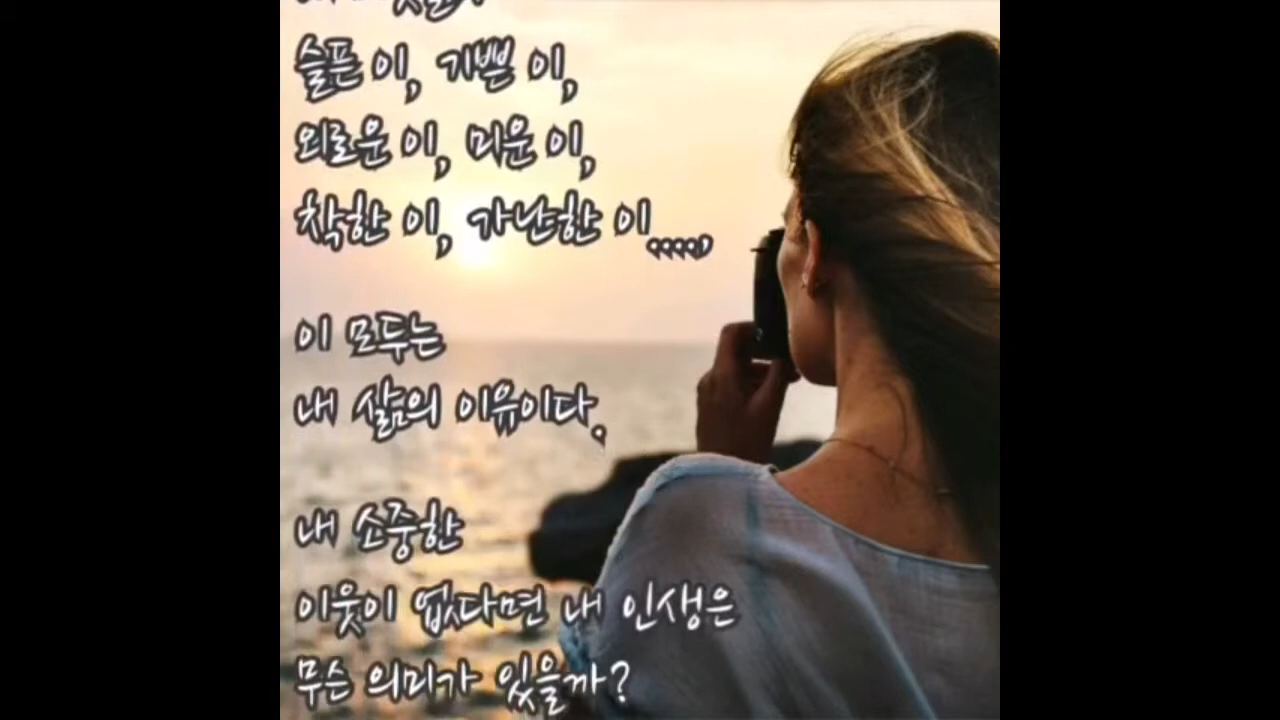 슬픈 이, 기쁜 이,
외로운 이, 미운 이,
착한 이, 가난한 이....,
이 모두는
내 삶의 이유이다.
내 소중한
이웃이 없다면 내 인생은
무슨 의미가 있을까?